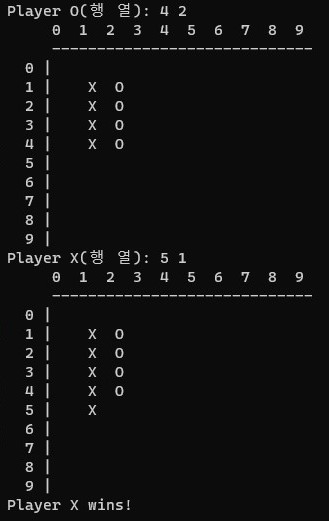 Player O(행 열): 4 2
0 1 2 3 4 5 6 7 8 9
-----------------------------
0 |
1 | X O
2 | X O
3 | X O
4 | X O
5 |
6 |
7 |
8 |
9 |
Player X(행 열): 5 1
0 1 2 3 4 5 6 7 8 9
-----------------------------
0 |
1 | X O
2 | X O
3 | X O
4 | X O
5 | X
6 |
7 |
8 |
9 |
Player X wins!